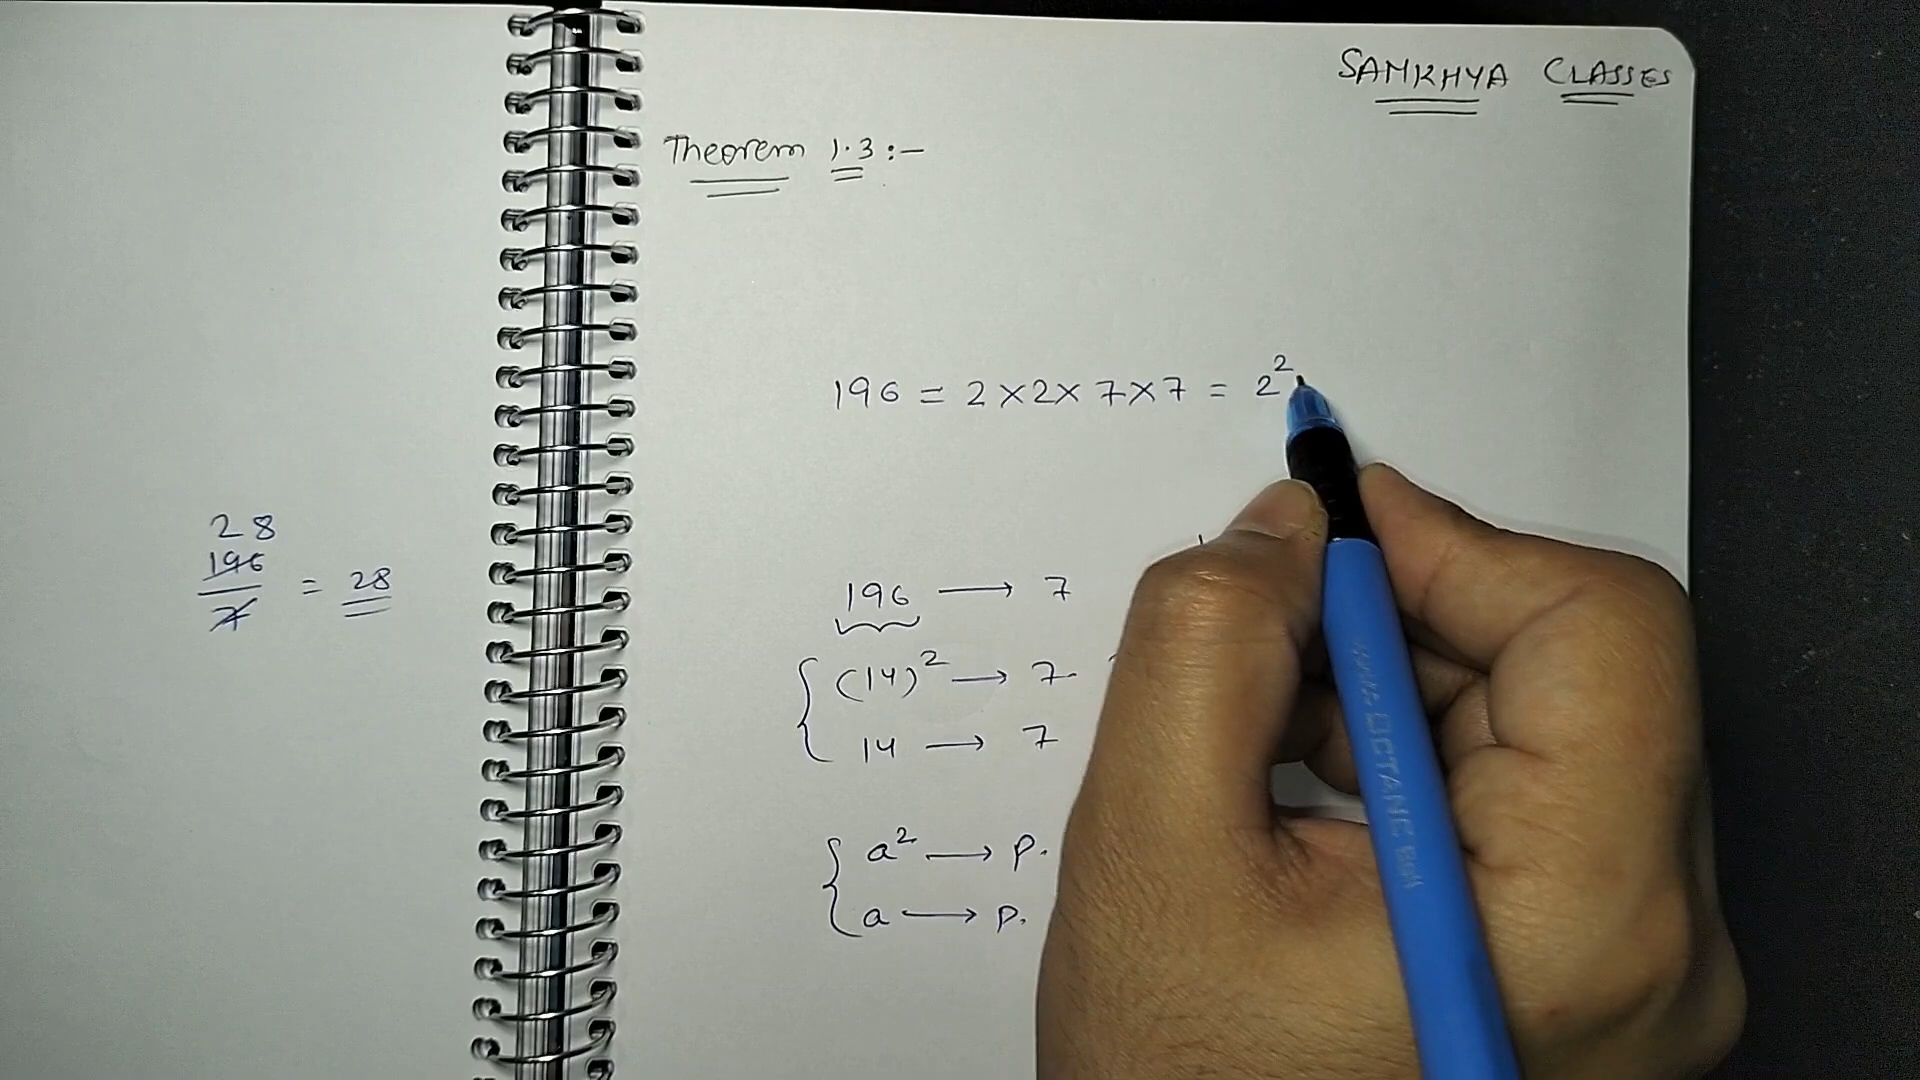 SAMKHYA CLASSES
Theorem 1.3 :-
196 = 2 × 2 × 7 × 7 = 2²
28
196/7 = 28
196 → 7
(14)² → 7.
14 → 7
a² → p.
a → p.